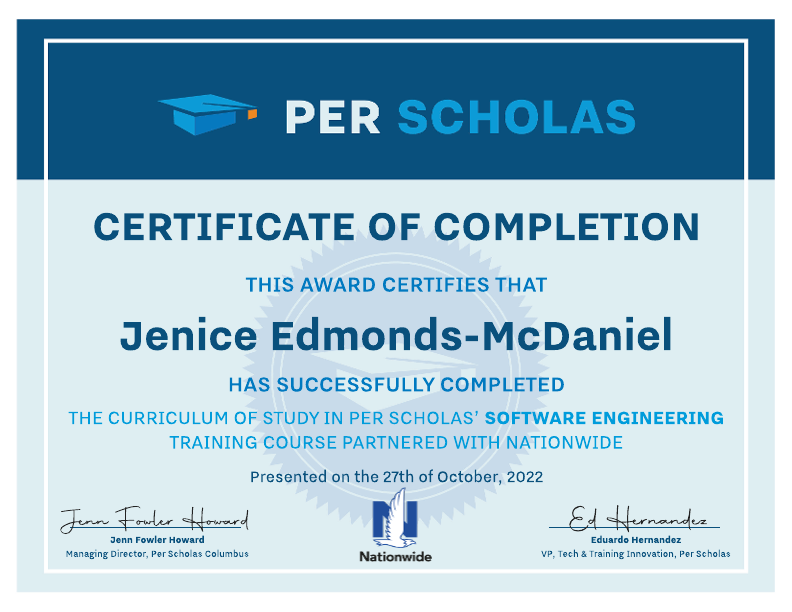 PER SCHOLAS
CERTIFICATE OF COMPLETION
THIS AWARD CERTIFIES THAT
Jenice Edmonds-McDaniel
HAS SUCCESSFULLY COMPLETED
THE CURRICULUM OF STUDY IN PER SCHOLAS' SOFTWARE ENGINEERING
TRAINING COURSE PARTNERED WITH NATIONWIDE
Presented on the 27th of October, 2022
Jenn Fowler Howard
Jenn Fowler Howard
Managing Director, Per Scholas Columbus
N
Nationwide
Ed Hernandez
Eduardo Hernandez
VP, Tech & Training Innovation, Per Scholas